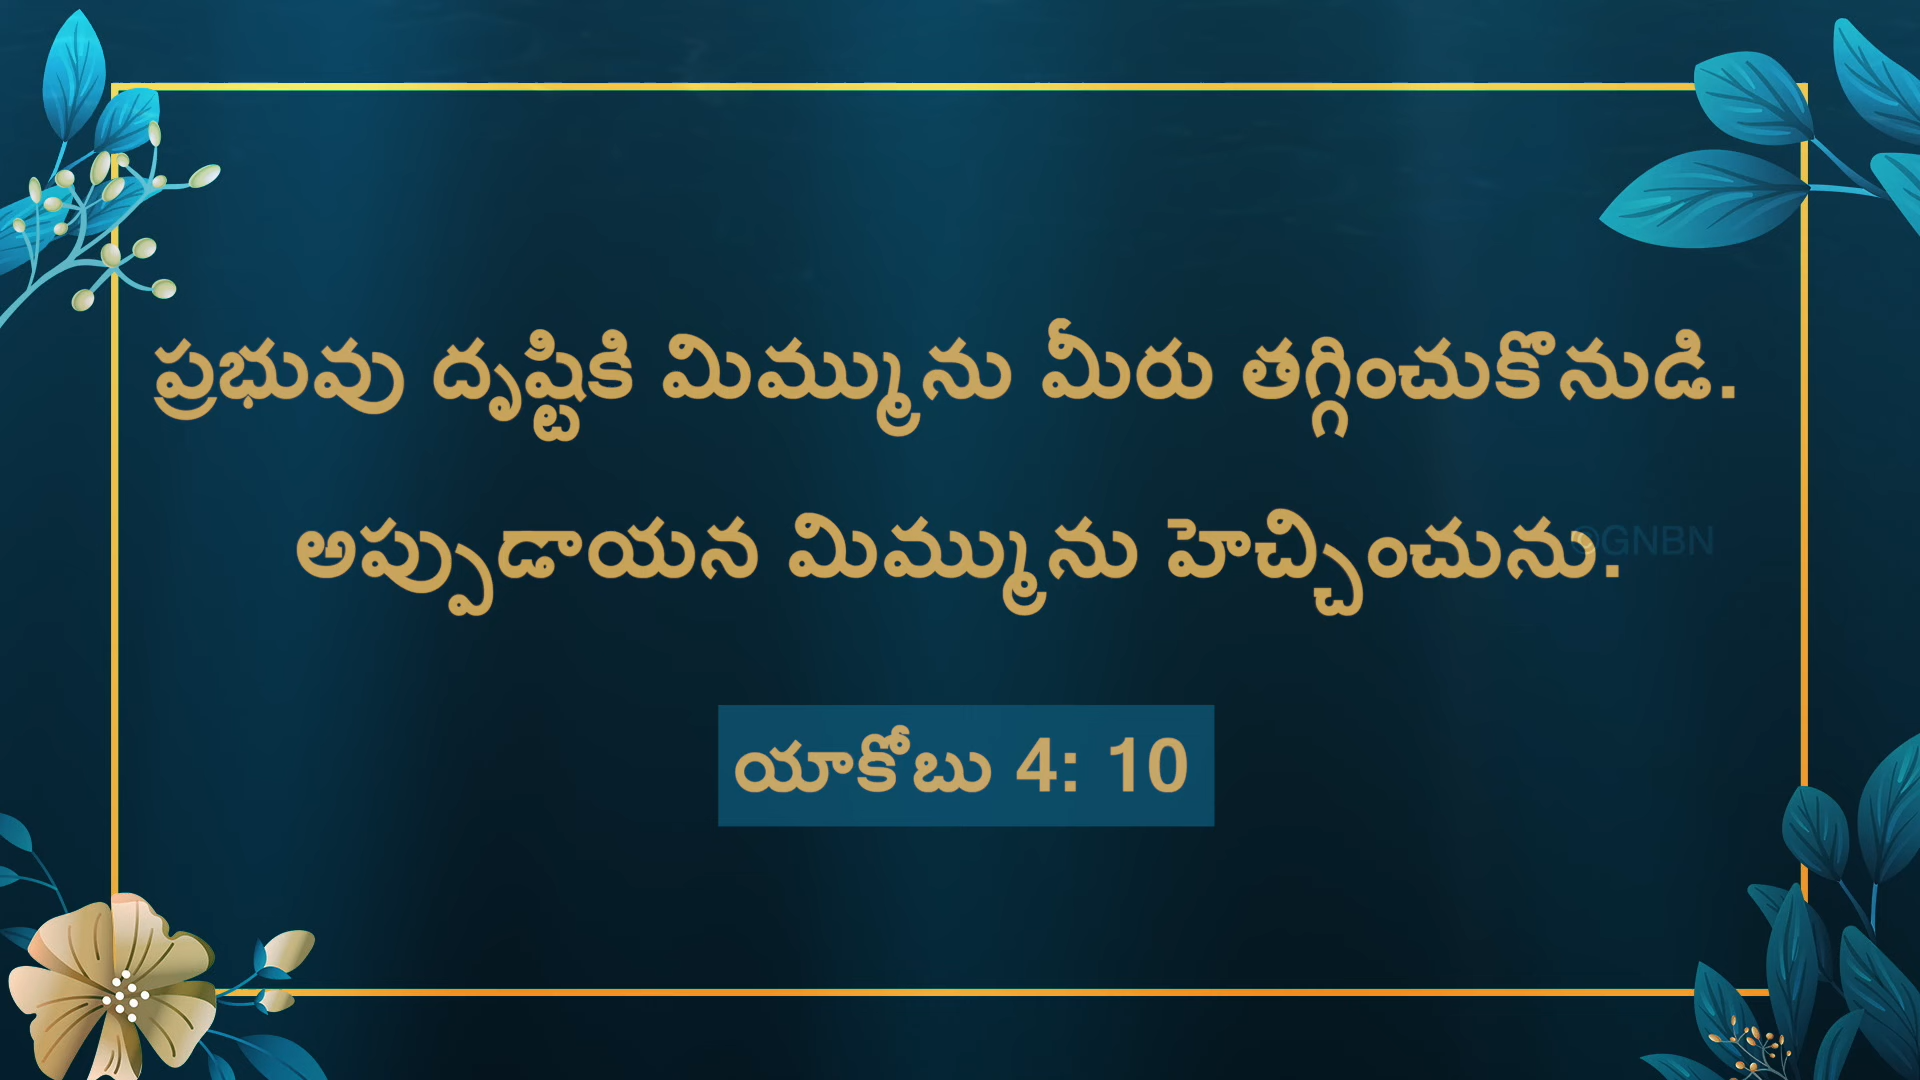 ప్రభువు దృష్టికి మిమ్మును మీరు తగ్గించుకొనుడి.
అప్పుడాయన మిమ్మును హెచ్చించును.
©GNBN
యాకోబు 4: 10